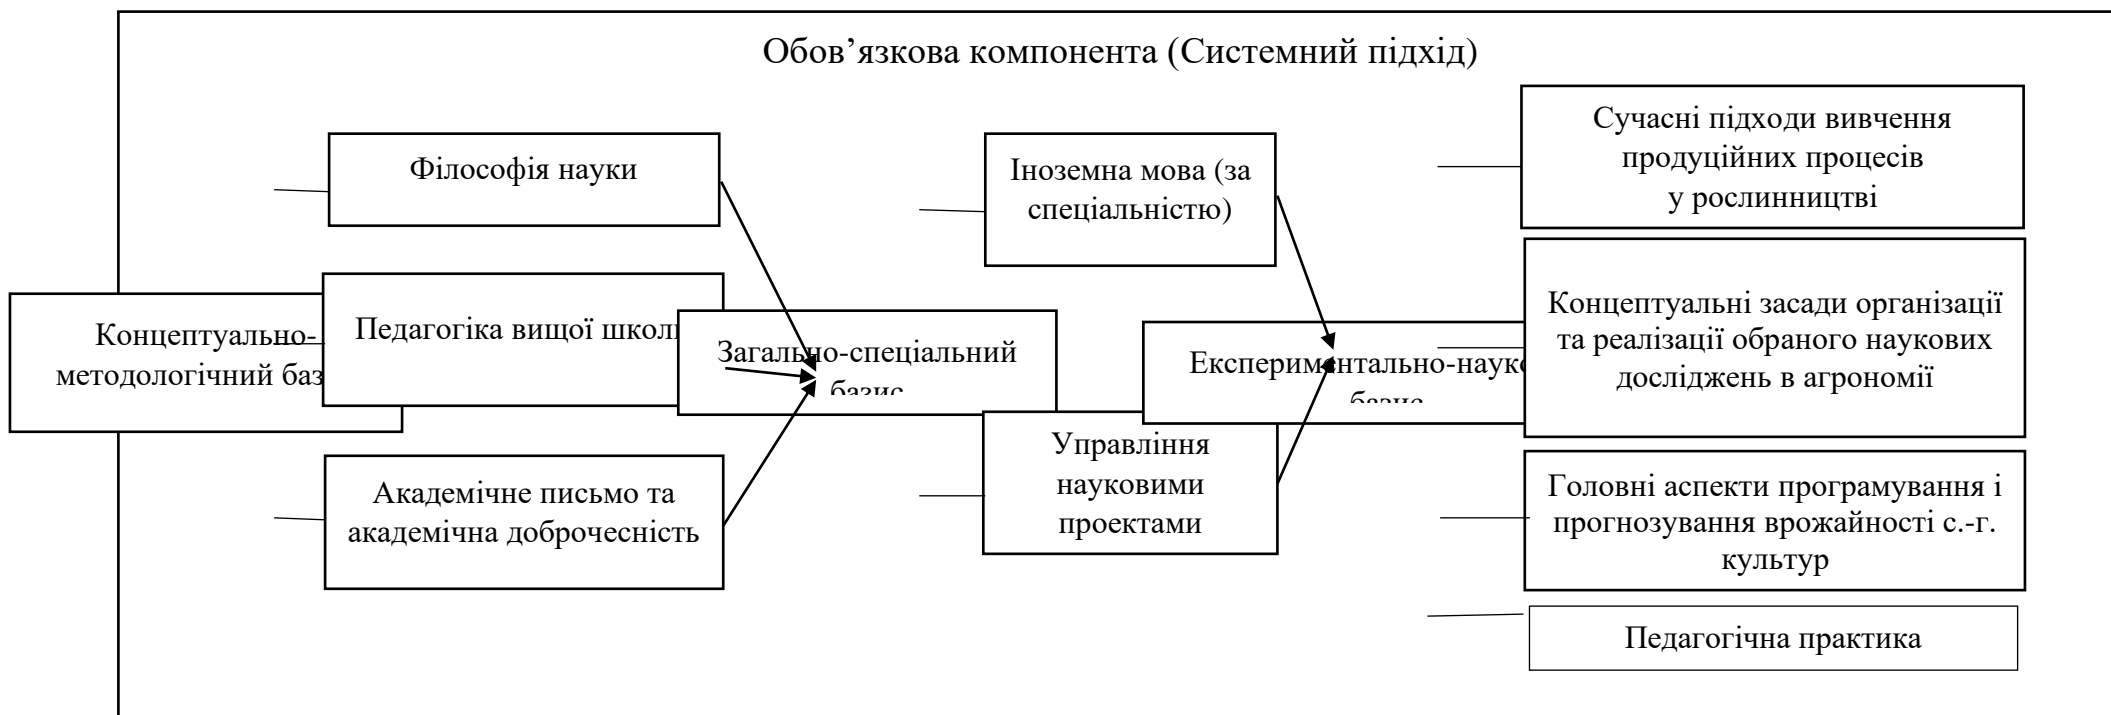 Обов’язкова компонента (Системний підхід)
Філософія науки
Педагогіка вищої школ
Академічне письмо та
академічна доброчесність
Концептуально-
методологічний баз
Загально-спеціальний
базис
Іноземна мова (за
спеціальністю)
Управління
науковими
проектами
Експериментально-науко
базис
Сучасні підходи вивчення
продуційних процесів
у рослинництві
Концептуальні засади організації
та реалізації обраного наукових
досліджень в агрономії
Головні аспекти програмування і
прогнозування врожайності с.-г.
культур
Педагогічна практика